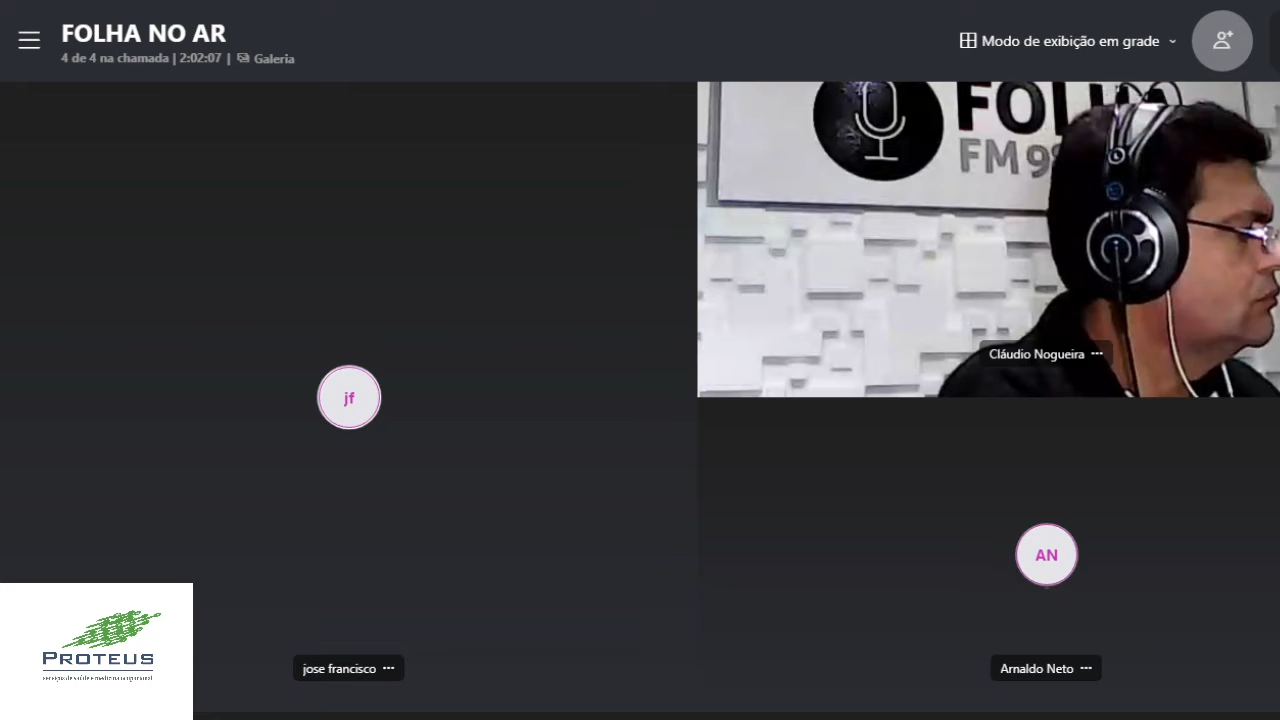 FOLHA NO AR
4 de 4 na chamada | 2:02:07 | Galeria
Modo de exibição em grade
FM 9
Cláudio Nogueira
jf
AN
PROTEUS
jose francisco
Arnaldo Neto